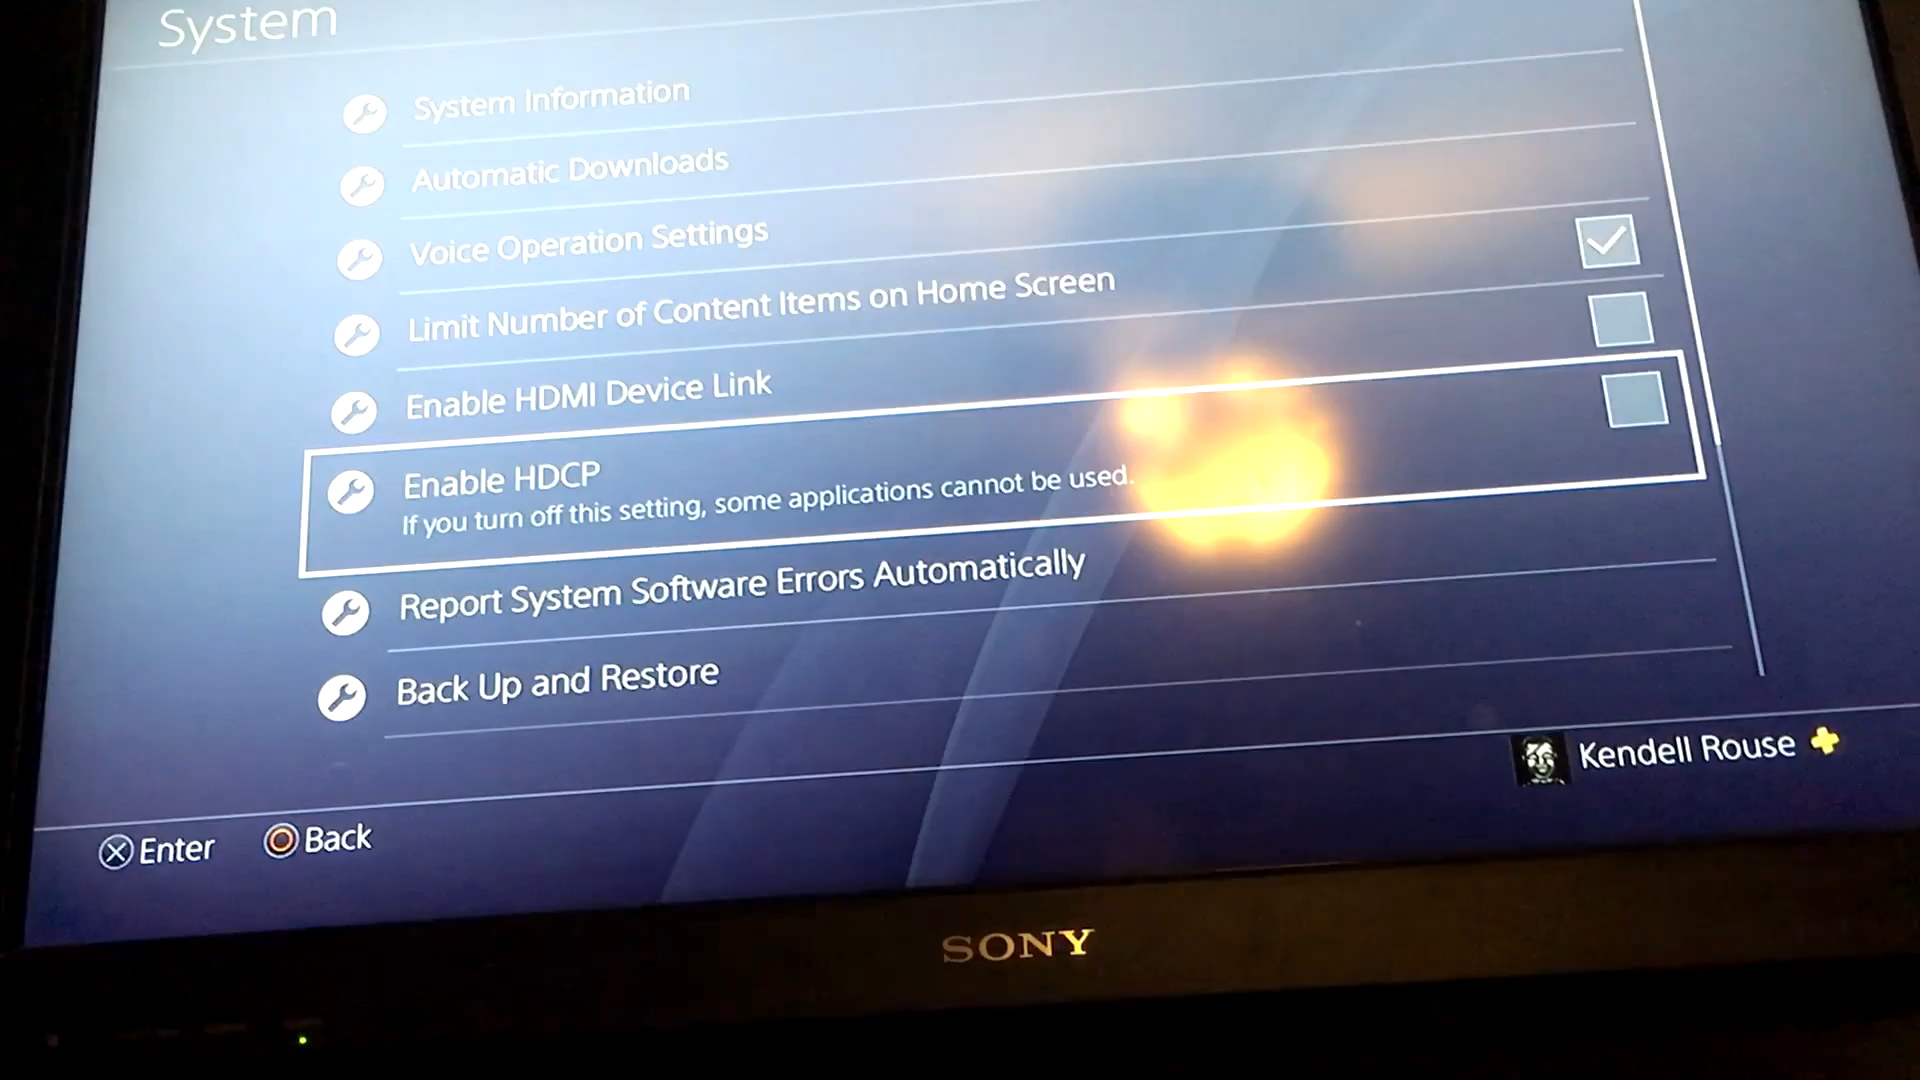 System
System Information
Automatic Downloads
Voice Operation Settings
Limit Number of Content Items on Home Screen
Enable HDMI Device Link
Enable HDCP
If you turn off this setting, some applications cannot be used.
Report System Software Errors Automatically
Back Up and Restore
Kendell Rouse
Enter Back
SONY